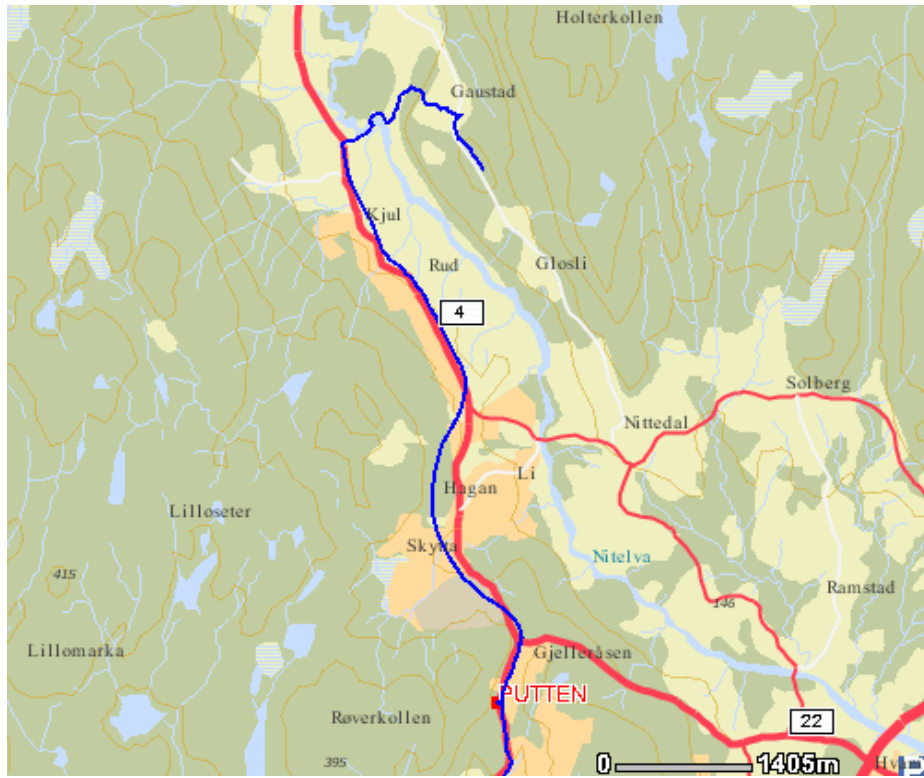 Holterkollen
Gaustad
Kjul
Rud
Glosli
4
Solberg
Nittedal
Li
Hagan
Lilloseter
Skytta
Nitelva
415
Ramstad
146
Lillomarka
Gjelleråsen
PUTTEN
Røverkollen
22
395
0
1405m